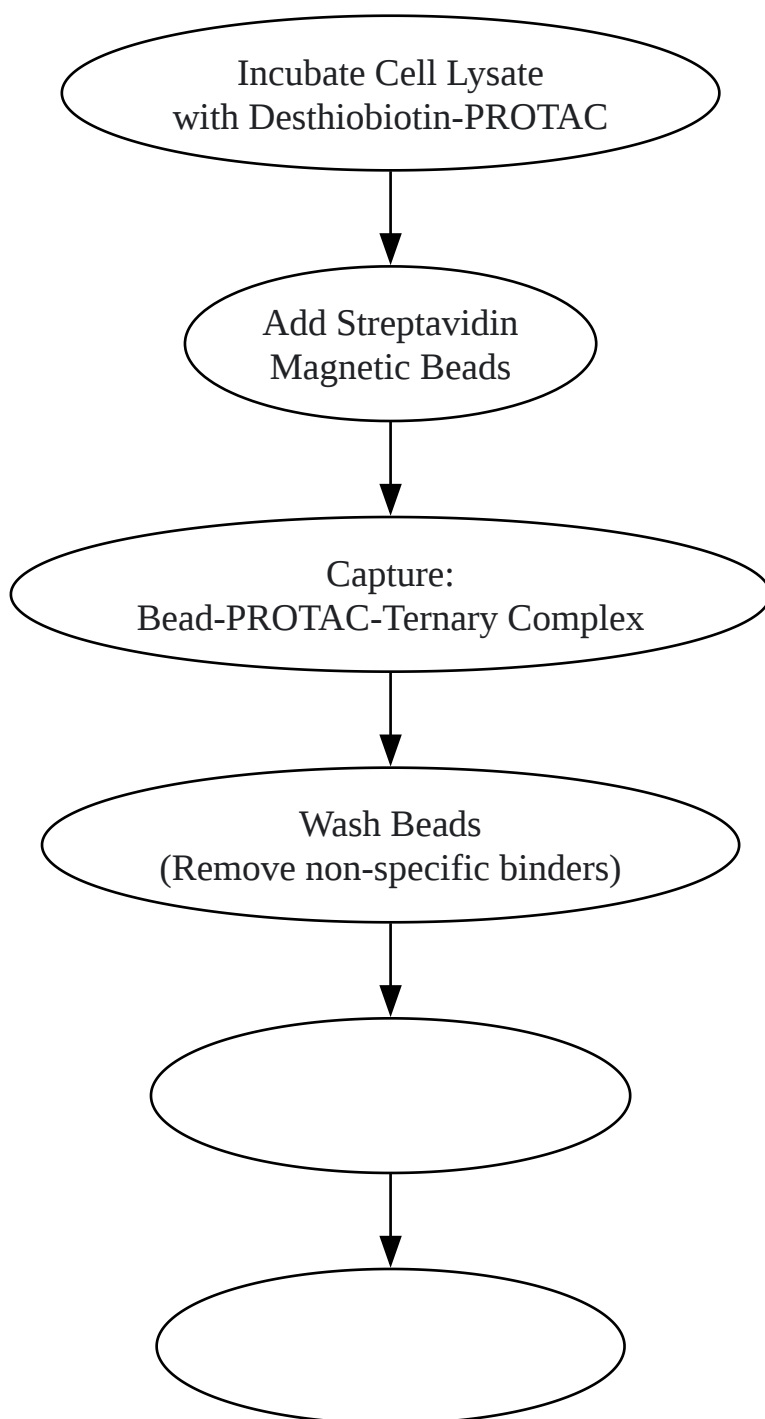 Incubate Cell Lysate
with Desthiobiotin-PROTAC
Add Streptavidin
Magnetic Beads
Capture:
Bead-PROTAC-Ternary Complex
Wash Beads
(Remove non-specific binders)